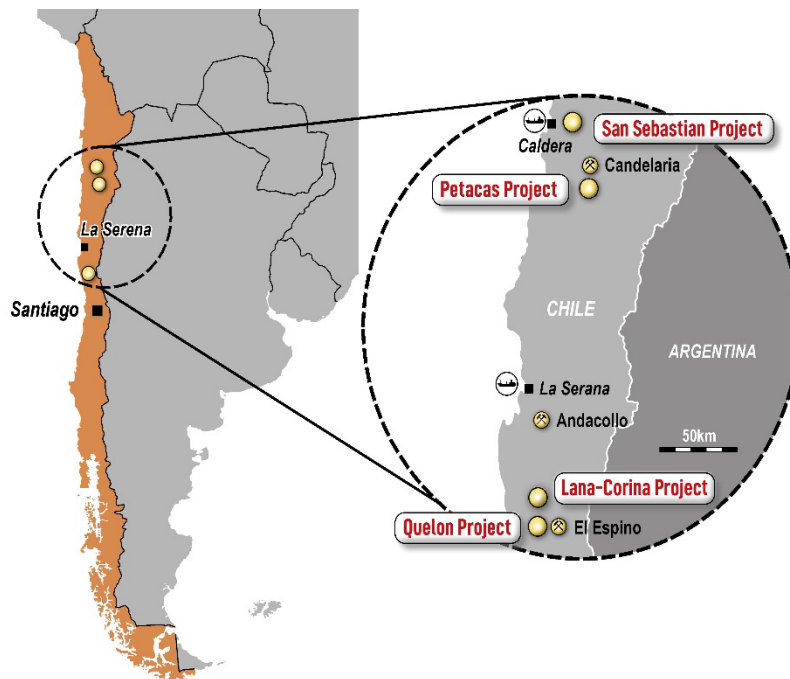 La Serena
Santiago
San Sebastian Project
Caldera
Candelaria
Petacas Project
CHILE
ARGENTINA
La Serana
Andacollo
50km
Lana-Corina Project
Quelon Project
El Espino